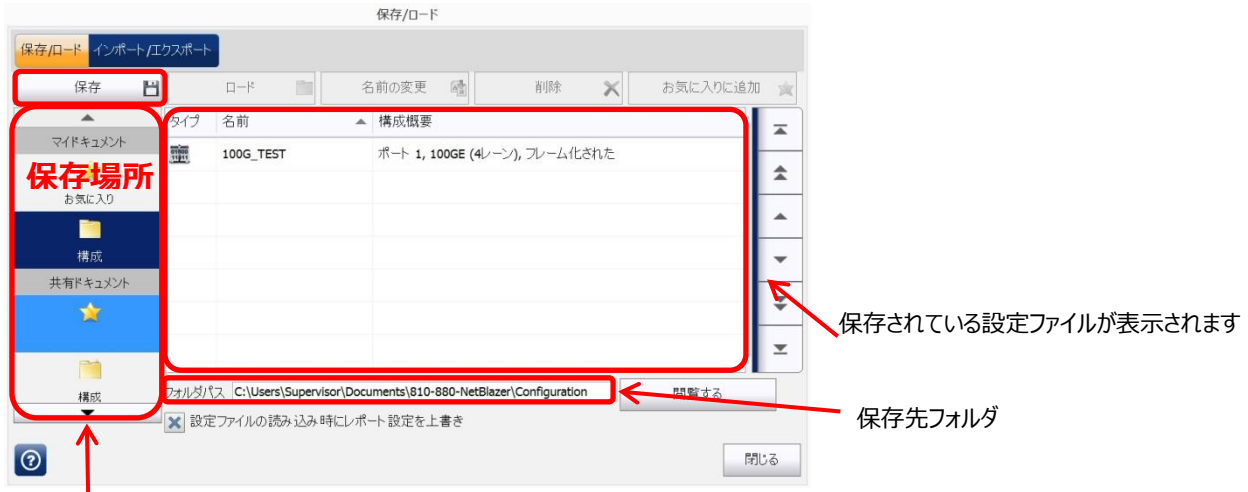 保存/ロード
保存/ロード インポート/エクスポート
保存 ロード 名前の変更 削除 お気に入りに追加
マイドキュメント
保存場所
お気に入り
構成
共有ドキュメント
構成
タイプ 名前 構成概要
100G_TEST ポート 1, 100GE (4レーン), フレーム化された
保存されている設定ファイルが表示されます
フォルダパス C:\Users\Supervisor\Documents\810-880-NetBlazer\Configuration 閲覧する
保存先フォルダ
設定ファイルの読み込み時にレポート設定を上書き
閉じる